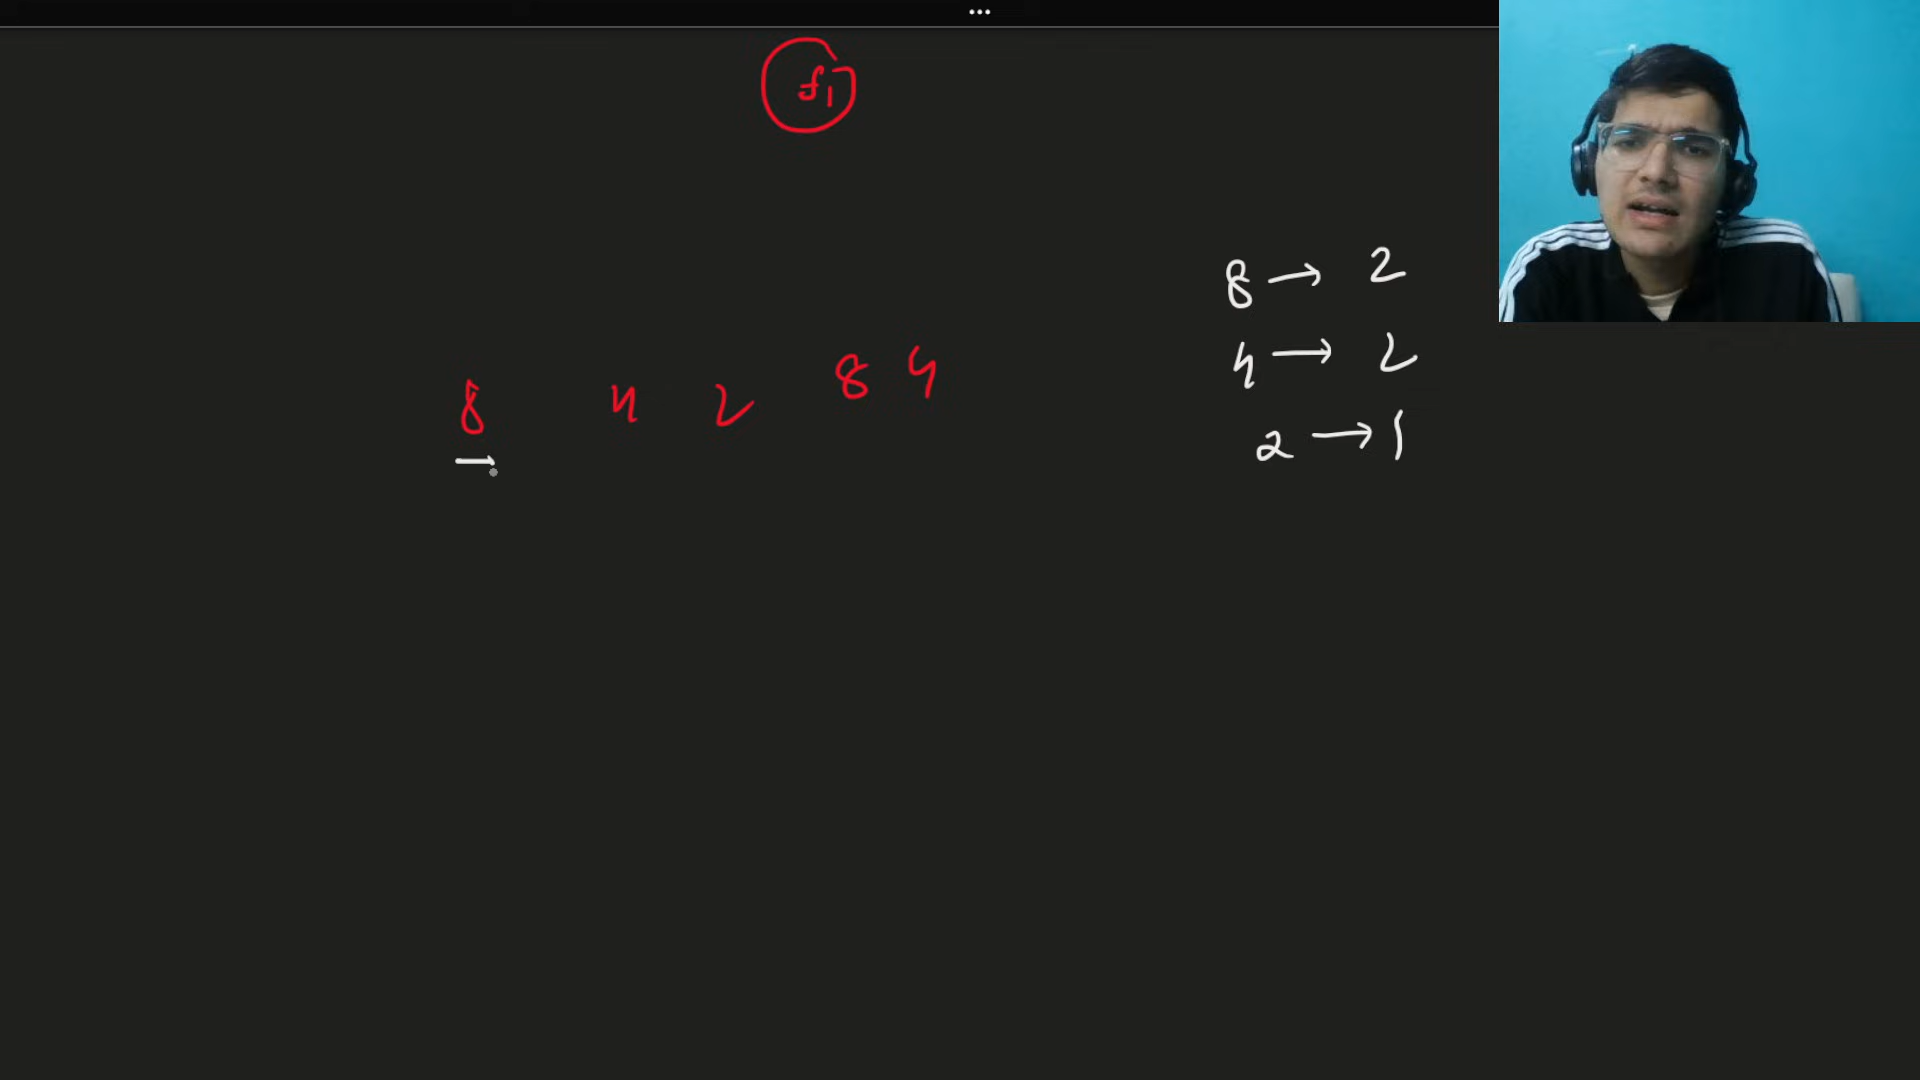 f1
8 → 2
4 → 2
8 4 2 8 4
2 → 1